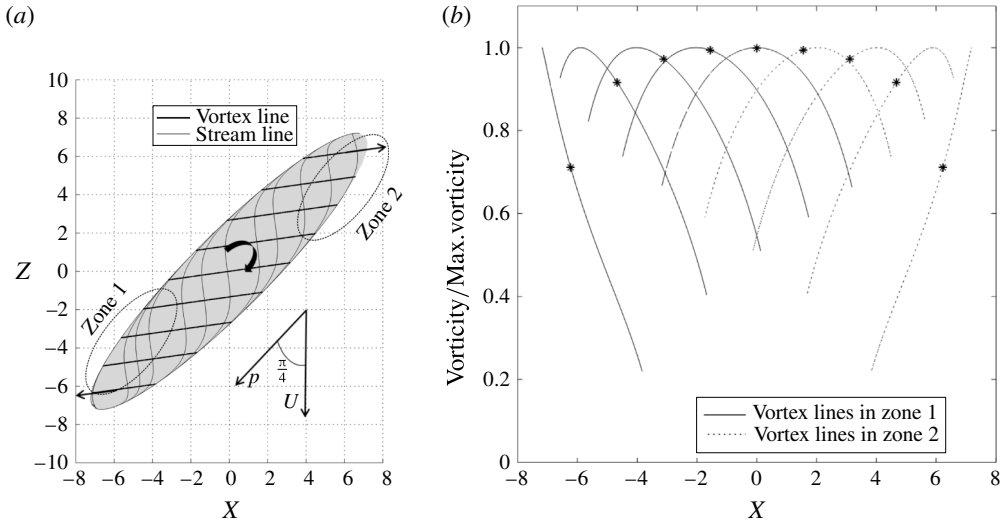 (a)
10
8
6
4
2
0
−2
−4
−6
−8
−10
Z
Vortex line
Stream line
Zone 1
Zone 2
p
π/4
U
−8 −6 −4 −2 0 2 4 6 8
X
(b)
1.0
0.8
0.6
0.4
0.2
0
Vorticity/Max.vorticity
Vortex lines in zone 1
Vortex lines in zone 2
−8 −6 −4 −2 0 2 4 6 8
X